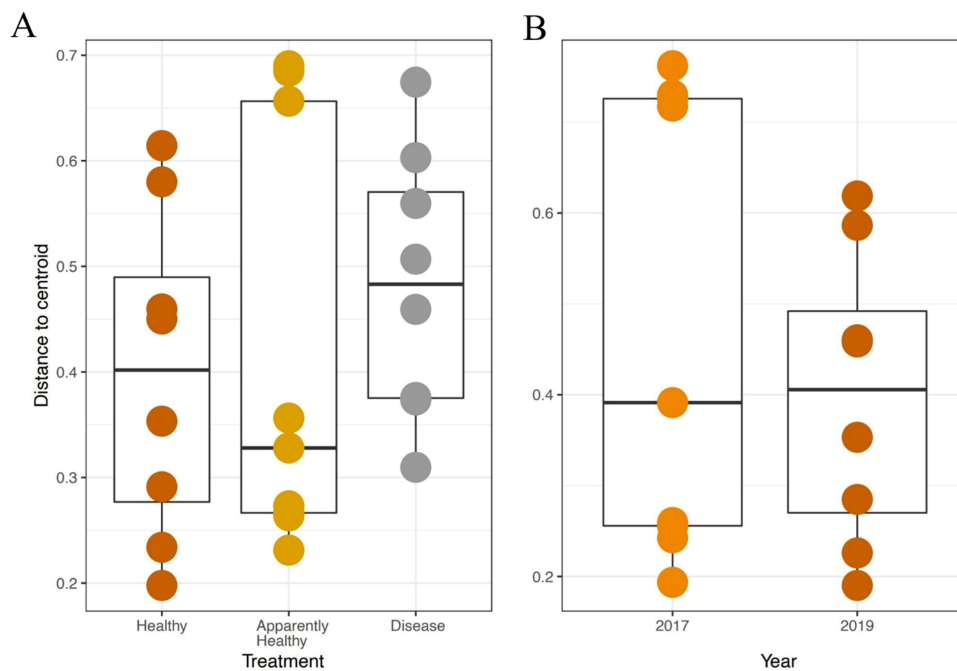 A
Distance to centroid
0.7
0.6
0.5
0.4
0.3
0.2
Healthy
Apparently
Healthy
Disease
Treatment
B
0.6
0.4
0.2
2017
2019
Year